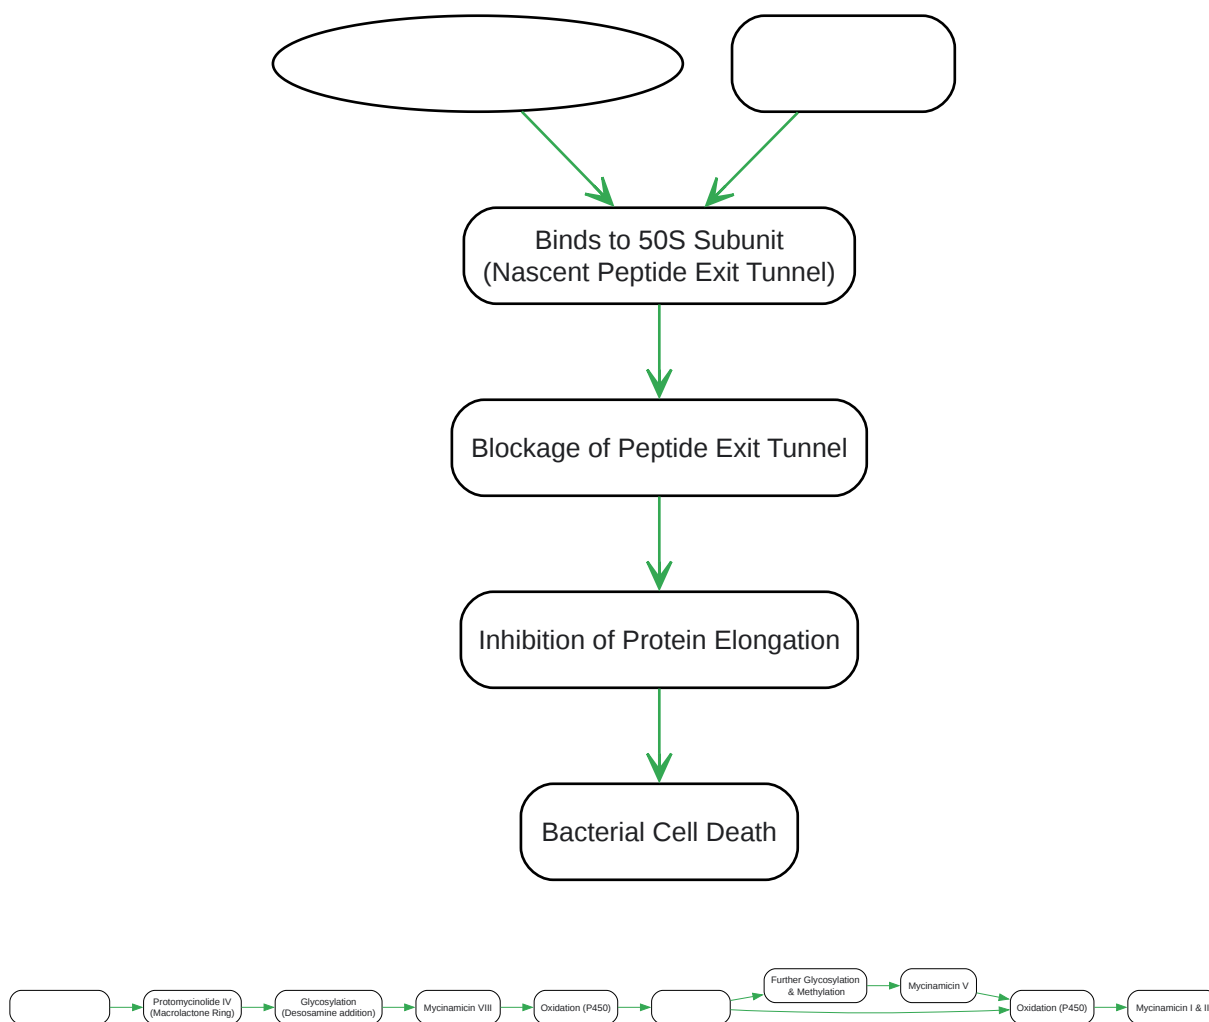 Binds to 50S Subunit
(Nascent Peptide Exit Tunnel)
Blockage of Peptide Exit Tunnel
Inhibition of Protein Elongation
Bacterial Cell Death
Protomycinolide IV
(Macrolactone Ring)
Glycosylation
(Desosamine addition)
Mycinamicin VIII
Oxidation (P450)
Further Glycosylation
& Methylation
Mycinamicin V
Oxidation (P450)
Mycinamicin I & II